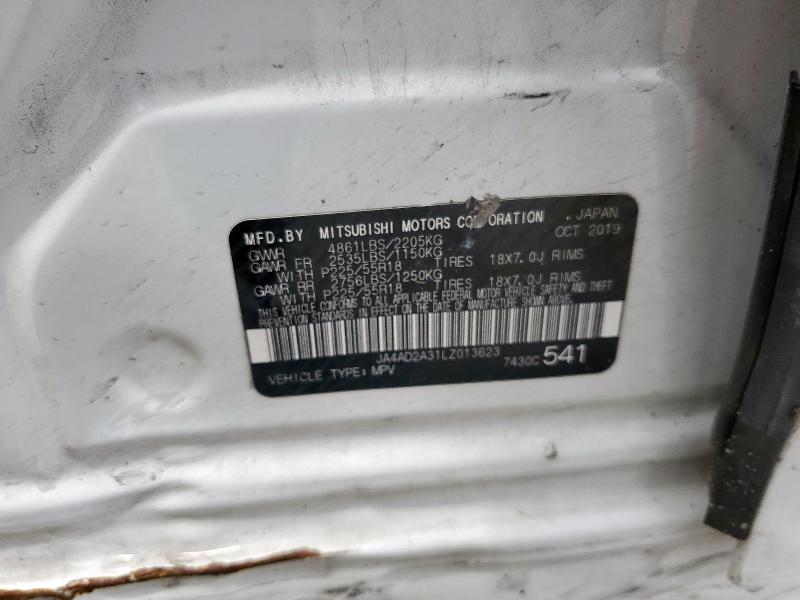 MFD.BY MITSUBISHI MOTORS CORPORATION . JAPAN
GVWR 4861LBS/2205KG OCT 2019
GAWR FR 2535LBS/1150KG
WITH P225/55R18 TIRES 18X7.0J RIMS
GAWR RR 2756LBS/1250KG
WITH P225/55R18 TIRES 18X7.0J RIMS
THIS VEHICLE CONFORMS TO ALL APPLICABLE FEDERAL MOTOR VEHICLE SAFETY AND THEFT
PREVENTION STANDARDS IN EFFECT ON THE DATE OF MANUFACTURE SHOWN ABOVE.
JA4AD2A31LZ013623
VEHICLE TYPE: MPV 7430C 541